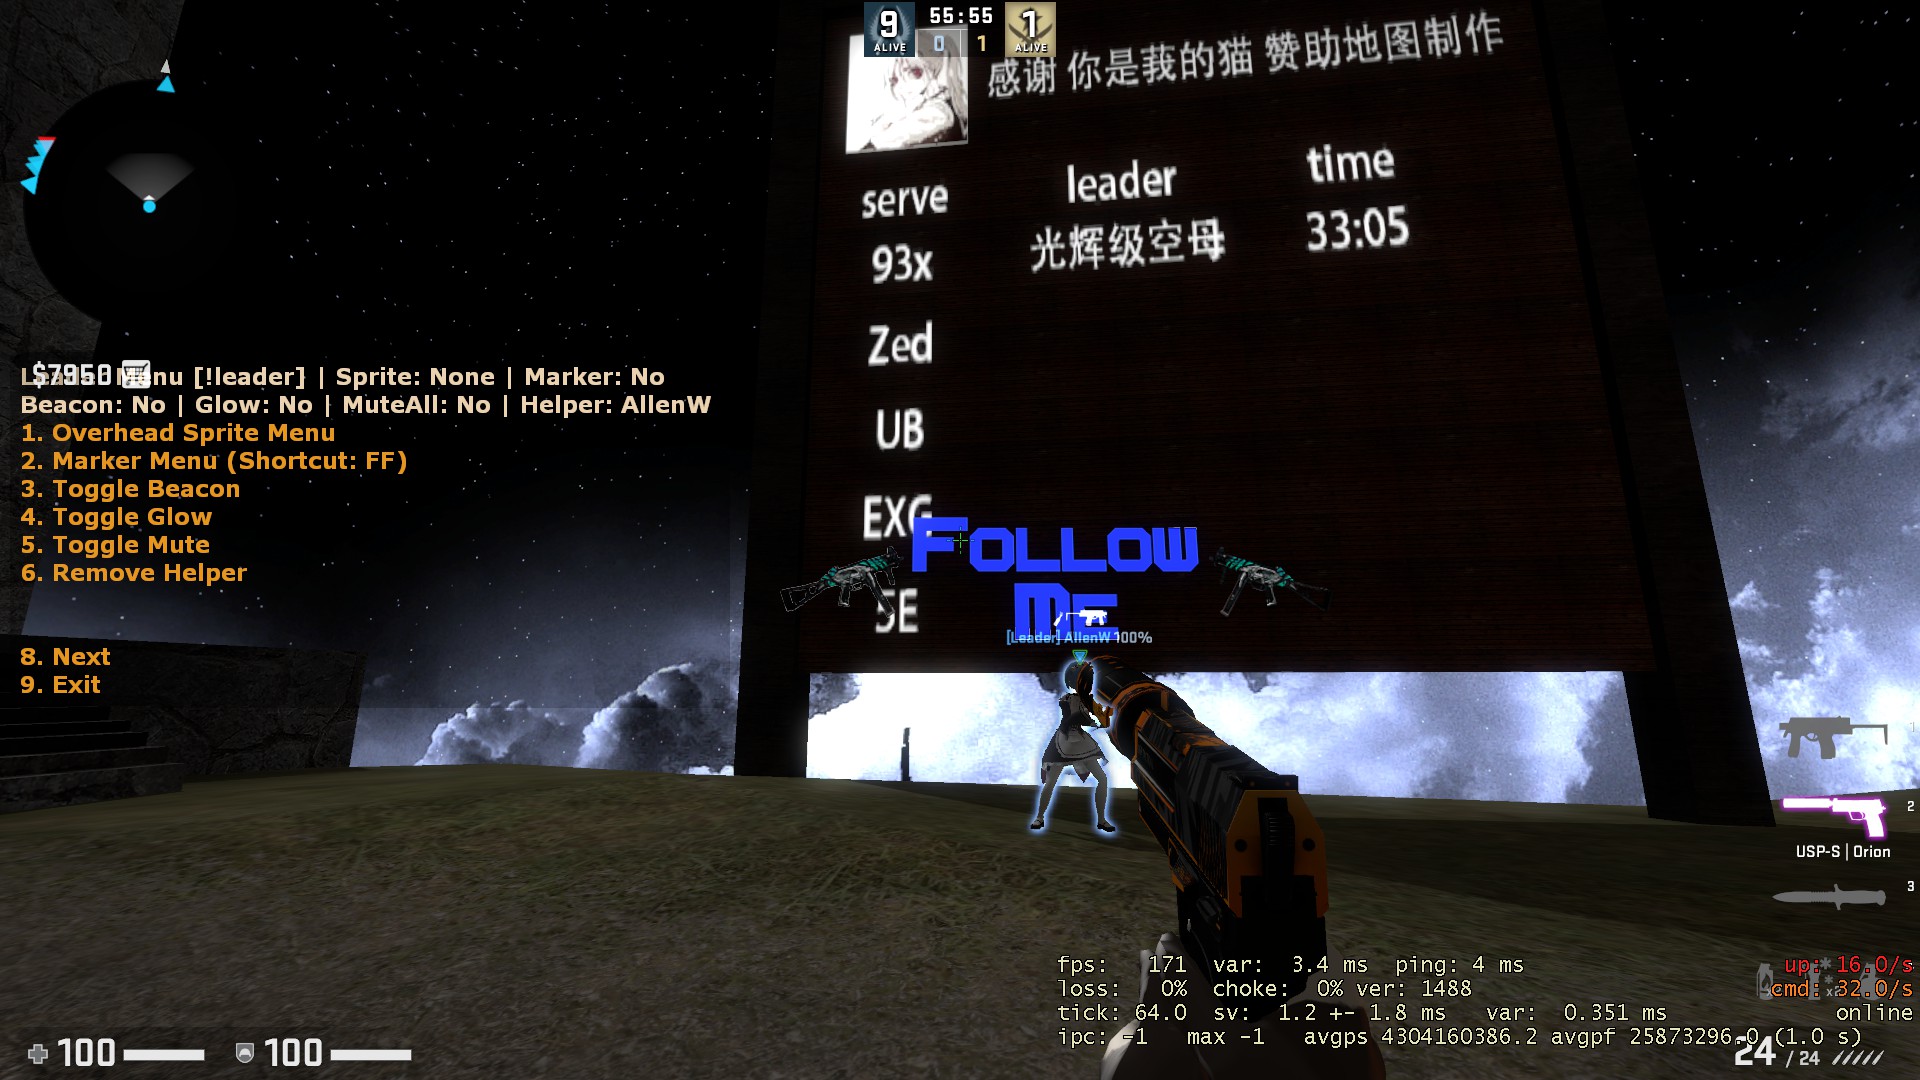 9 55:55 1
ALIVE 0 1 ALIVE
感谢 你是莪的猫 赞助地图制作
serve leader time
93x 光辉级空母 33:05
Zed
UB
EXG
SE
$7950
Menu [!leader] | Sprite: None | Marker: No
Beacon: No | Glow: No | MuteAll: No | Helper: AllenW
1. Overhead Sprite Menu
2. Marker Menu (Shortcut: FF)
3. Toggle Beacon
4. Toggle Glow
5. Toggle Mute
6. Remove Helper
8. Next
9. Exit
Follow
Me
[Leader] AllenW 100%
1
2
USP-S | Orion
3
fps: 171 var: 3.4 ms ping: 4 ms
loss: 0% choke: 0% ver: 1488
tick: 64.0 sv: 1.2 +- 1.8 ms var: 0.351 ms
ipc: -1 max -1 avgps 4304160386.2 avgpf 25873296.0 (1.0 s)
up: 16.0/s
cmd: 32.0/s
online
100 100
24 / 24